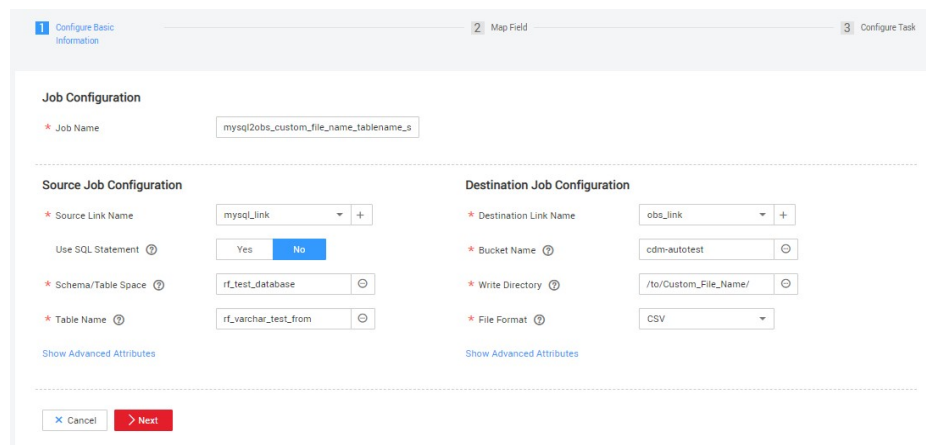 1 Configure Basic
Information
2 Map Field
3 Configure Task
Job Configuration
* Job Name mysql2obs_custom_file_name_tablename_s
Source Job Configuration
* Source Link Name mysql_link +
Use SQL Statement ? Yes No
* Schema/Table Space ? rf_test_database
* Table Name ? rf_varchar_test_from
Show Advanced Attributes
Destination Job Configuration
* Destination Link Name obs_link +
* Bucket Name ? cdm-autotest
* Write Directory ? /to/Custom_File_Name/
* File Format ? CSV
Show Advanced Attributes
× Cancel
> Next